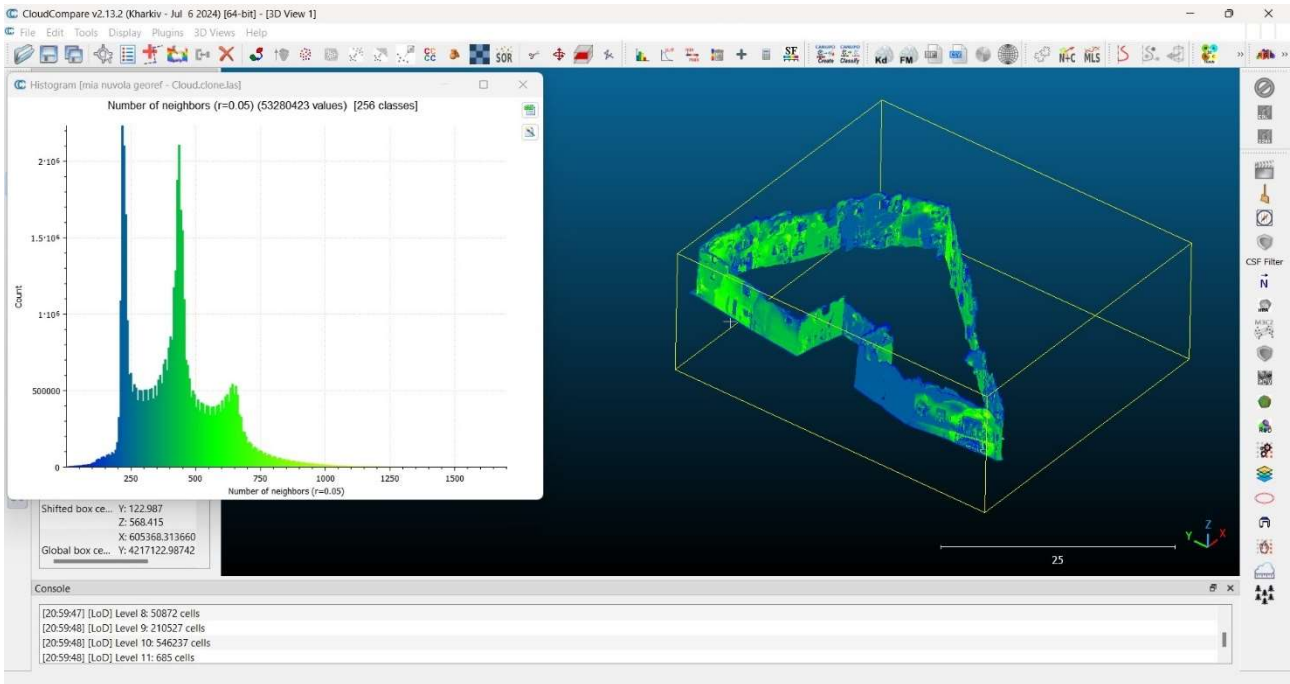 CloudCompare v2.13.2 (Kharkiv - Jul 6 2024) [64-bit] - [3D View 1]
File Edit Tools Display Plugins 3D Views Help
SOR
SF
Kd FM
N+C MLS
Histogram [mia nuvola georef - Cloud.clone.las]
Number of neighbors (r=0.05) (53280423 values) [256 classes]
2·10⁶
1.5·10⁶
1·10⁶
500000
0
Count
250 500 750 1000 1250 1500
Number of neighbors (r=0.05)
Shifted box ce... Y: 122.987
Z: 568.415
X: 605368.313660
Global box ce... Y: 4217122.98742
25
Z
Y X
CSF Filter
N
Console
[20:59:47] [LoD] Level 8: 50872 cells
[20:59:48] [LoD] Level 9: 210527 cells
[20:59:48] [LoD] Level 10: 546237 cells
[20:59:48] [LoD] Level 11: 685 cells